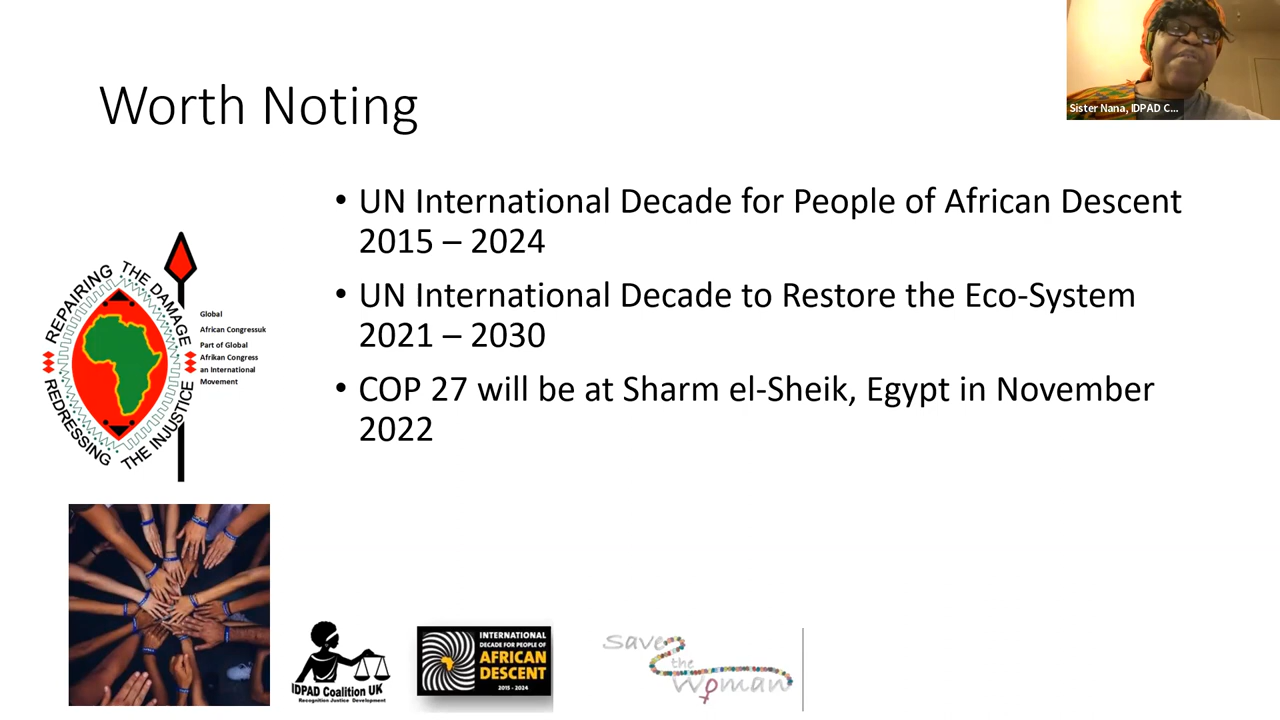 Sister Nana, IDPAD C...
Worth Noting
• UN International Decade for People of African Descent
2015 – 2024
• UN International Decade to Restore the Eco-System
2021 – 2030
• COP 27 will be at Sharm el-Sheik, Egypt in November
2022
REPAIRING THE DAMAGE
REDRESSING THE INJUSTICE
Global
African Congressuk
Part of Global
Afrikan Congress
an International
Movement
IDPAD Coalition UK
Recognition Justice Development
INTERNATIONAL
DECADE FOR PEOPLE OF
AFRICAN
DESCENT
2015 - 2024
Save
the
Woman